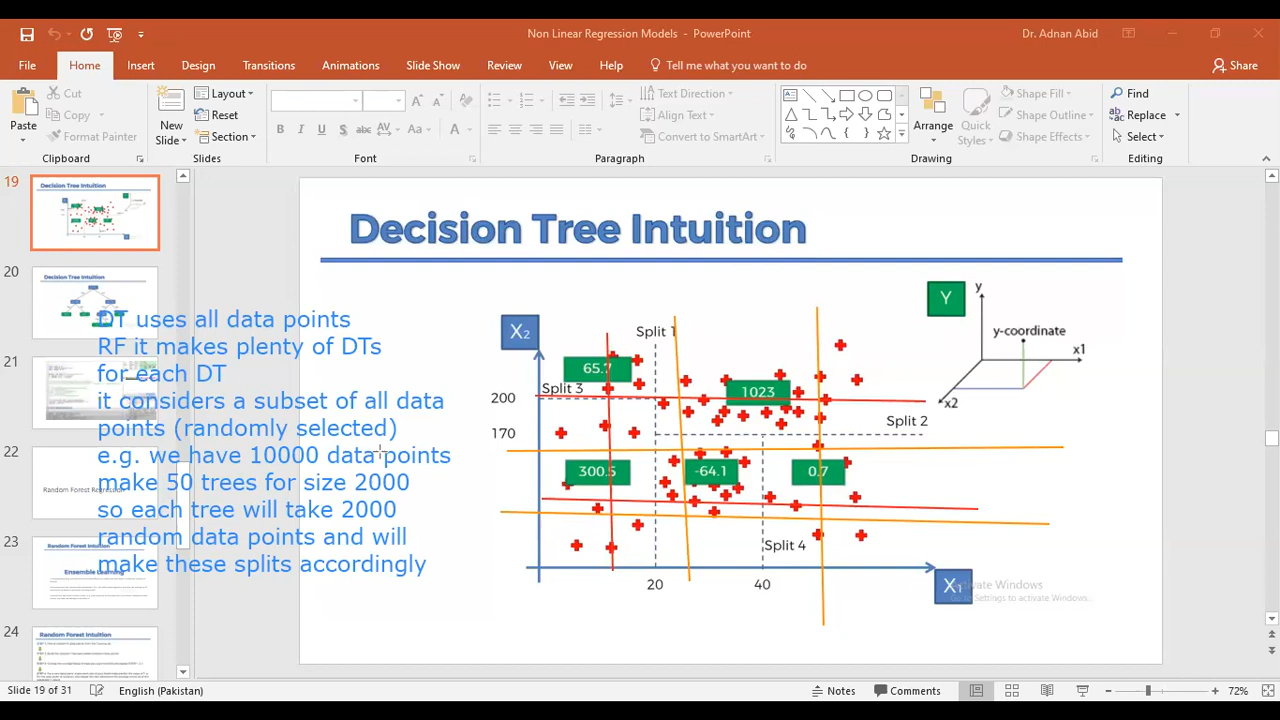 Non Linear Regression Models - PowerPoint
Dr. Adnan Abid
File Home Insert Design Transitions Animations Slide Show Review View Help Tell me what you want to do Share
Paste
Cut
Copy
Format Painter
Clipboard
New Slide
Layout
Reset
Section
Slides
B I U S abc AV Aa A
Font
Paragraph
Text Direction
Align Text
Convert to SmartArt
Arrange
Quick Styles
Shape Fill
Shape Outline
Shape Effects
Drawing
Find
Replace
Select
Editing
19
Decision Tree Intuition
20
Decision Tree Intuition
21
22
Random Forest Regression
23
Random Forest Intuition
Ensemble Learning
24
Random Forest Intuition
DT uses all data points
RF it makes plenty of DTs
for each DT
it considers a subset of all data
points (randomly selected)
e.g. we have 10000 data points
make 50 trees for size 2000
so each tree will take 2000
random data points and will
make these splits accordingly
Decision Tree Intuition
Y
y
y-coordinate
x1
x2
X2
Split 1
65.7
1023
Split 3
200
Split 2
170
300.5
-64.1
0.7
Split 4
20
40
X1
Slide 19 of 31
English (Pakistan)
Notes
Comments
72%